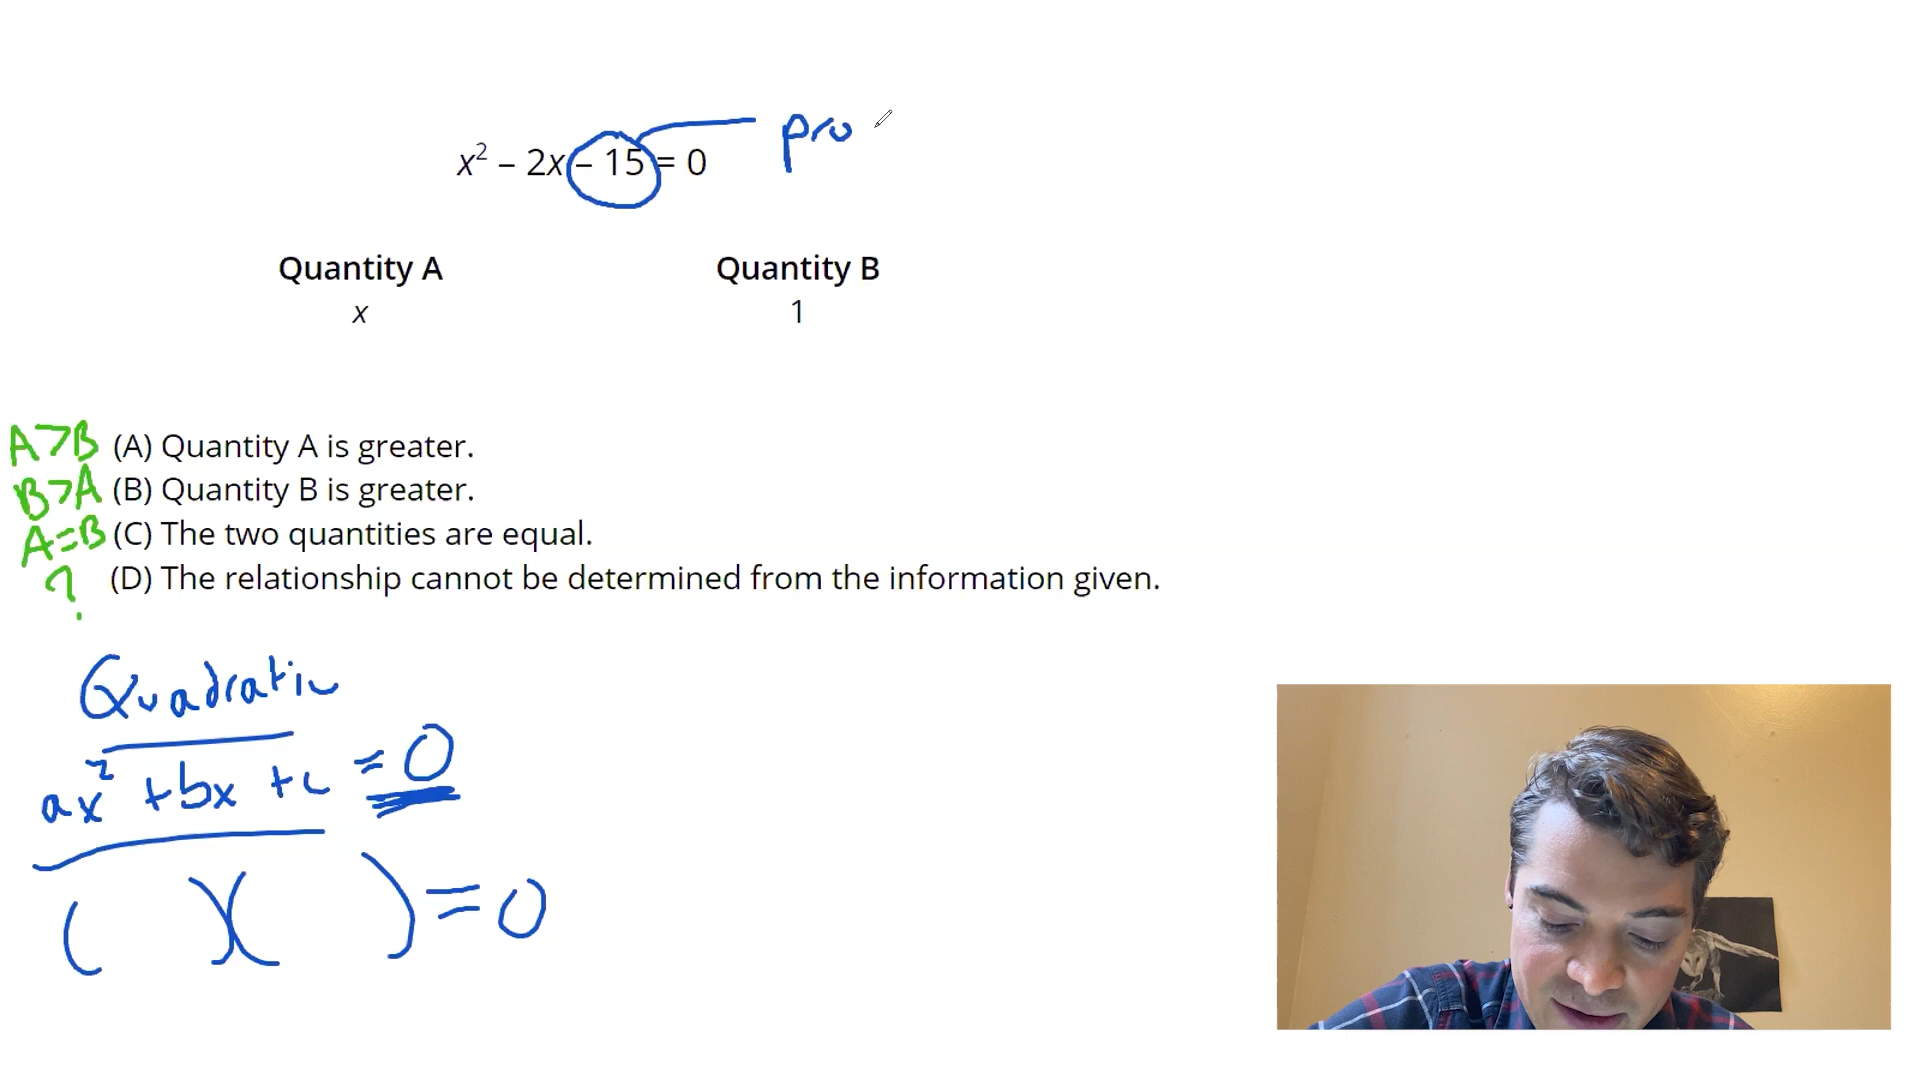 x² – 2x – 15 = 0 pro
Quantity A Quantity B
x 1
A>B (A) Quantity A is greater.
B>A (B) Quantity B is greater.
A=B (C) The two quantities are equal.
? (D) The relationship cannot be determined from the information given.
Quadratic
ax² +bx +c = 0
( )( ) = 0